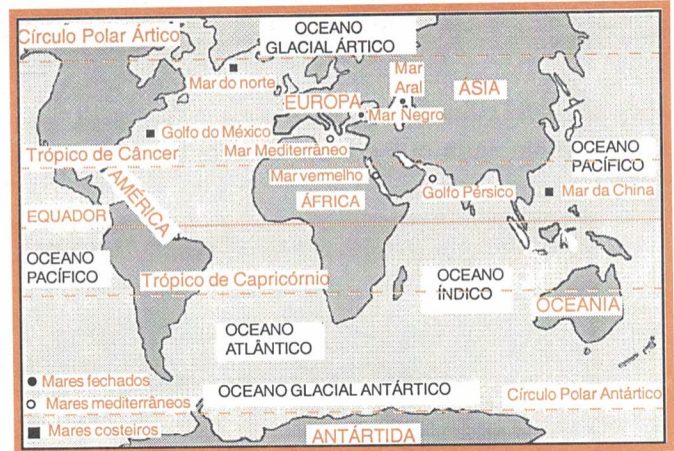 Círculo Polar Ártico
OCEANO
GLACIAL ÁRTICO
Mar do norte
EUROPA
Mar
Aral
ÁSIA
Mar Negro
Golfo do México
Mar Mediterrâneo
Trópico de Câncer
OCEANO
PACÍFICO
AMÉRICA
Mar vermelho
ÁFRICA
Golfo Pérsico
Mar da China
EQUADOR
OCEANO
PACÍFICO
Trópico de Capricórnio
OCEANO
ÍNDICO
OCEANIA
OCEANO
ATLÂNTICO
Mares fechados
Mares mediterrâneos
Mares costeiros
OCEANO GLACIAL ANTÁRTICO
Círculo Polar Antártico
ANTÁRTIDA